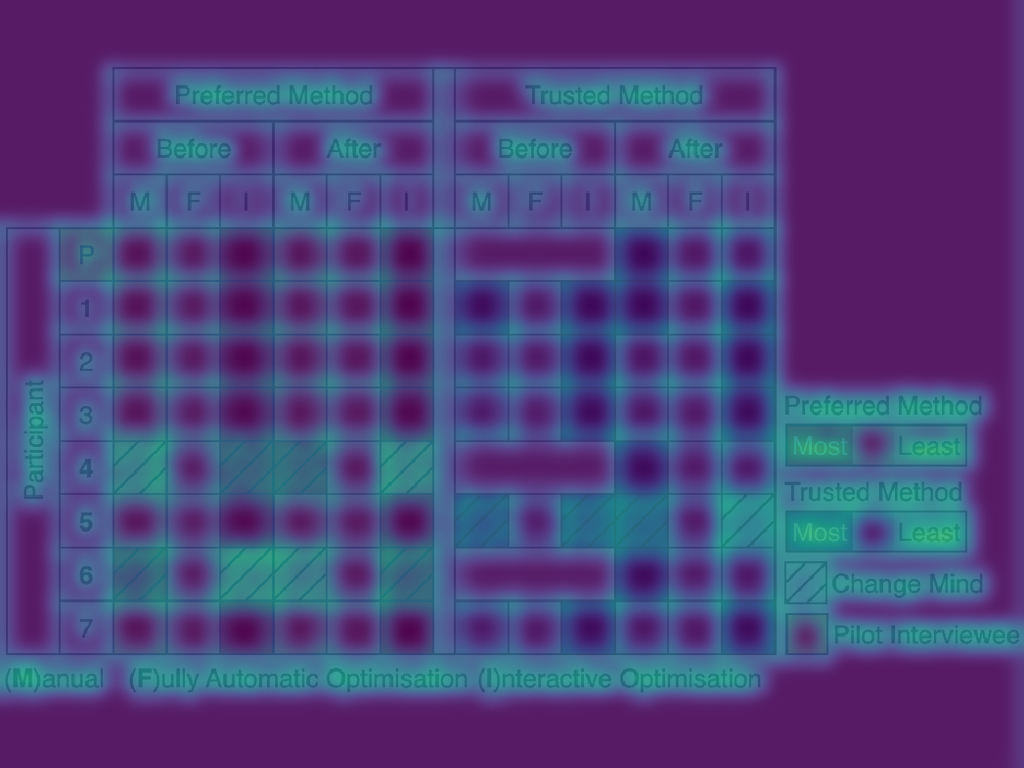 Preferred Method Trusted Method
Before After Before After
M F I M F I M F I M F I
P
1
2
3
4
5
6
7
Participant
Preferred Method
Most Least
Trusted Method
Most Least
Change Mind
Pilot Interviewee
(M)anual (F)ully Automatic Optimisation (I)nteractive Optimisation